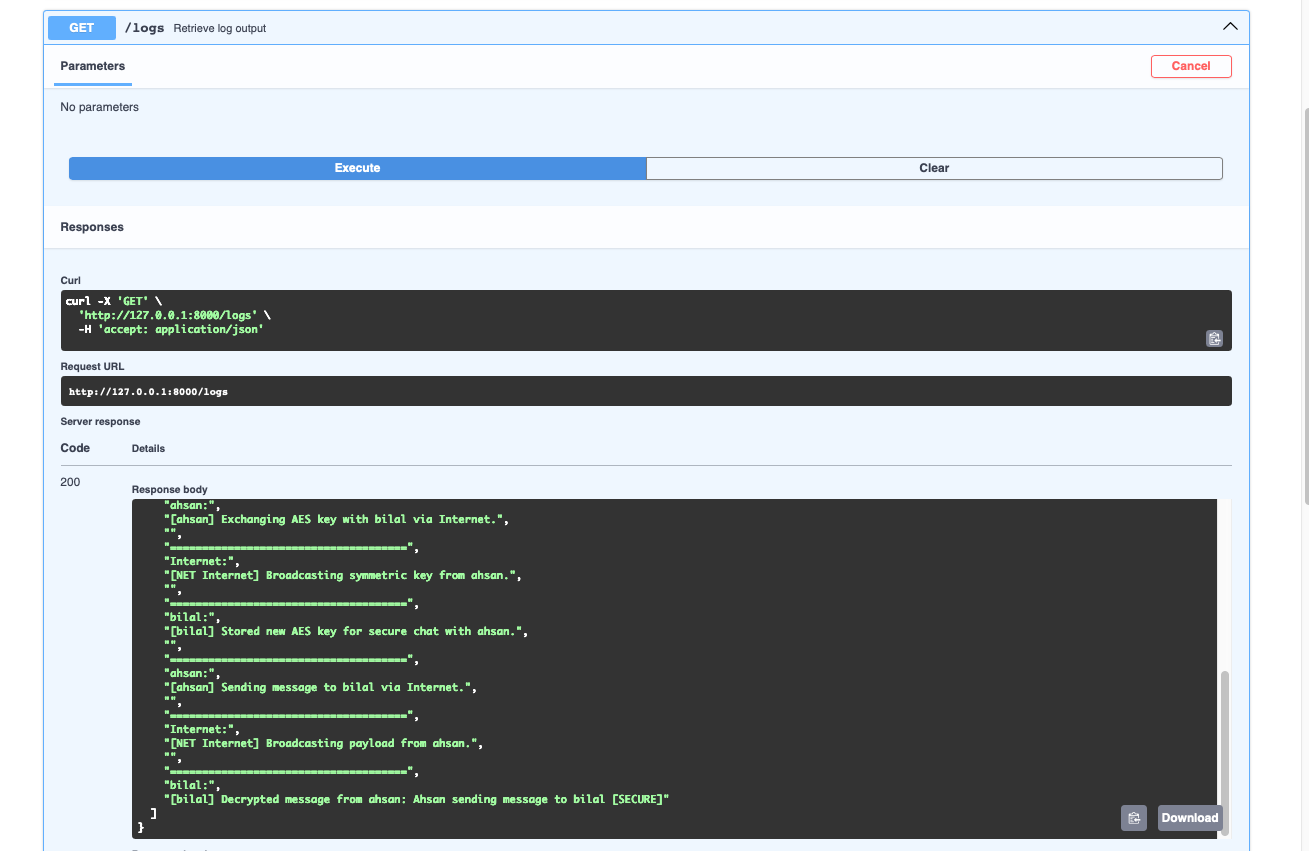 GET /logs Retrieve log output
Parameters
Cancel
No parameters
Execute
Clear
Responses
Curl
curl -X 'GET' \
'http://127.0.0.1:8000/logs' \
-H 'accept: application/json'
Request URL
http://127.0.0.1:8000/logs
Server response
Code Details
200
Response body
"ahsan:",
"[ahsan] Exchanging AES key with bilal via Internet.",
"",
"=====================================",
"Internet:",
"[NET Internet] Broadcasting symmetric key from ahsan.",
"",
"=====================================",
"bilal:",
"[bilal] Stored new AES key for secure chat with ahsan.",
"",
"=====================================",
"ahsan:",
"[ahsan] Sending message to bilal via Internet.",
"",
"=====================================",
"Internet:",
"[NET Internet] Broadcasting payload from ahsan.",
"",
"=====================================",
"bilal:",
"[bilal] Decrypted message from ahsan: Ahsan sending message to bilal [SECURE]"
]
}
Download